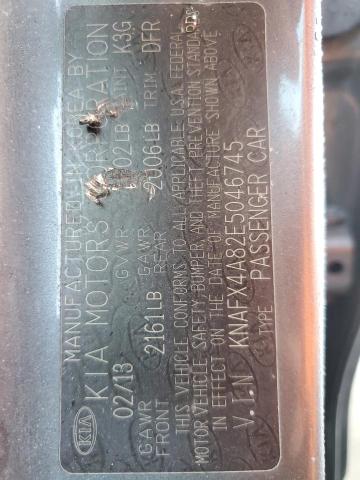 KIA
MANUFACTURED KOREA BY
KIA MOTORS CORPORATION
02/13 GVWR PAINT K3G
GAWR FRONT 2161LB GAWR REAR 2006LB TRIM DFR
THIS VEHICLE CONFORMS TO ALL APPLICABLE U.S.A. FEDERAL
MOTOR VEHICLE SAFETY, BUMPER, AND THEFT PREVENTION STANDARDS
IN EFFECT ON THE DATE OF MANUFACTURE SHOWN ABOVE
V.I.N KNAFX4A82E5046745
TYPE PASSENGER CAR